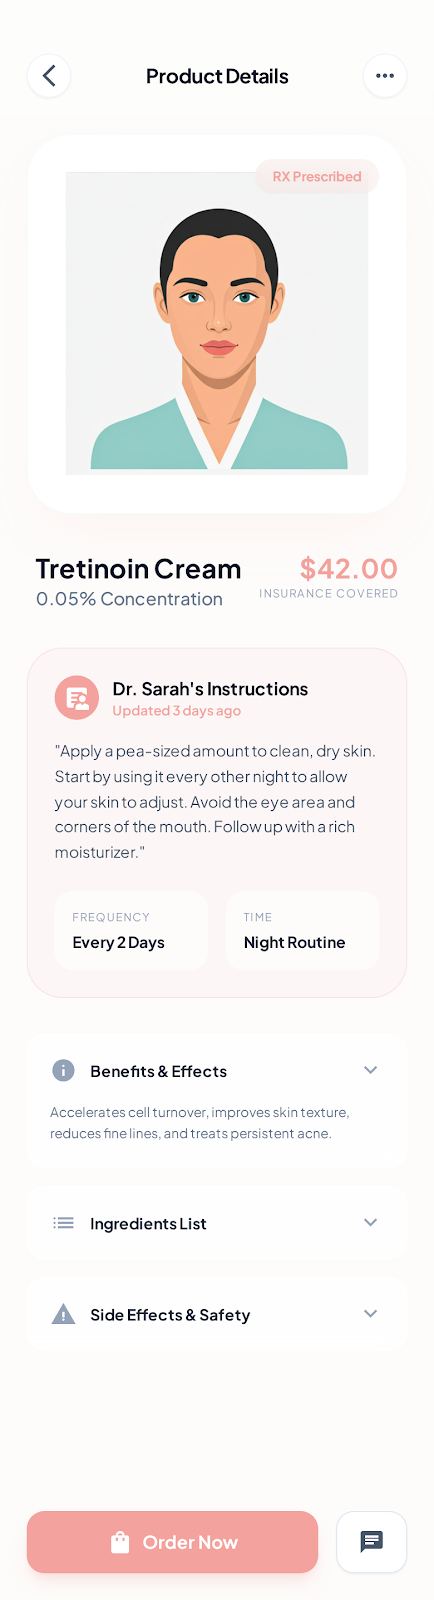 Product Details
RX Prescribed
Tretinoin Cream
$42.00
0.05% Concentration
INSURANCE COVERED
Dr. Sarah's Instructions
Updated 3 days ago
"Apply a pea-sized amount to clean, dry skin.
Start by using it every other night to allow
your skin to adjust. Avoid the eye area and
corners of the mouth. Follow up with a rich
moisturizer."
FREQUENCY
Every 2 Days
TIME
Night Routine
Benefits & Effects
Accelerates cell turnover, improves skin texture,
reduces fine lines, and treats persistent acne.
Ingredients List
Side Effects & Safety
Order Now